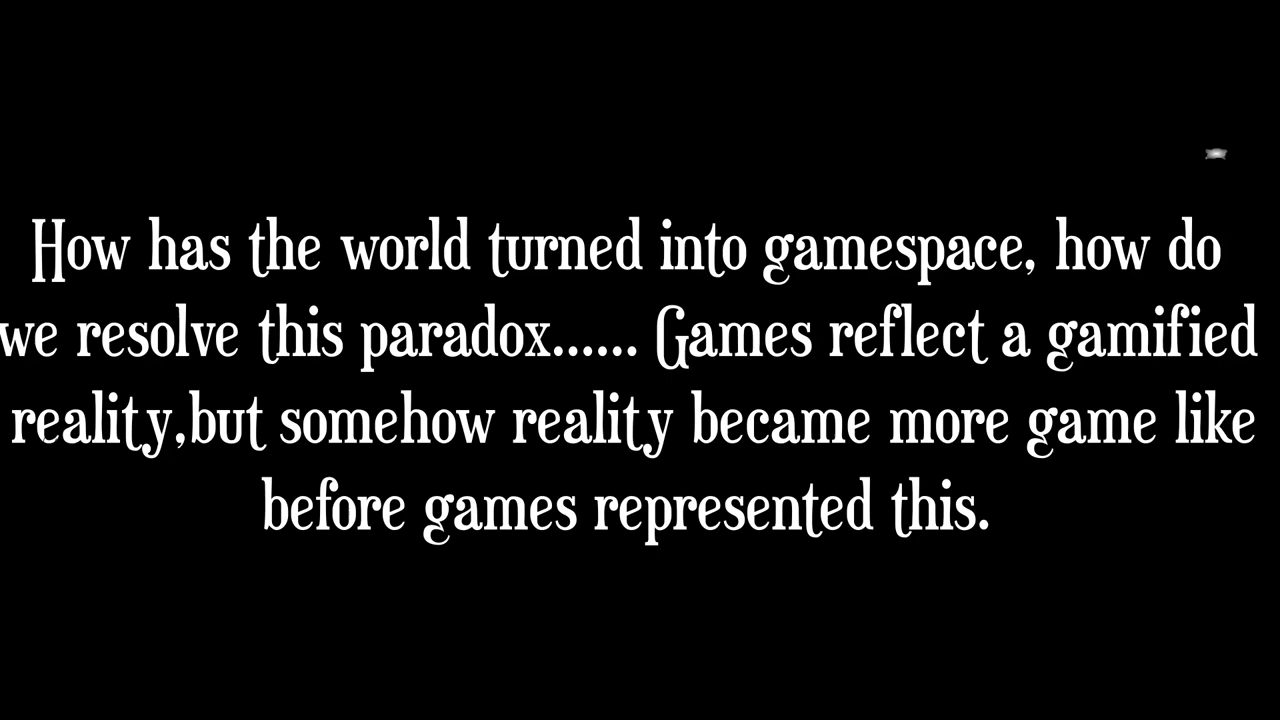 How has the world turned into gamespace, how do
we resolve this paradox...... Games reflect a gamified
reality,but somehow reality became more game like
before games represented this.